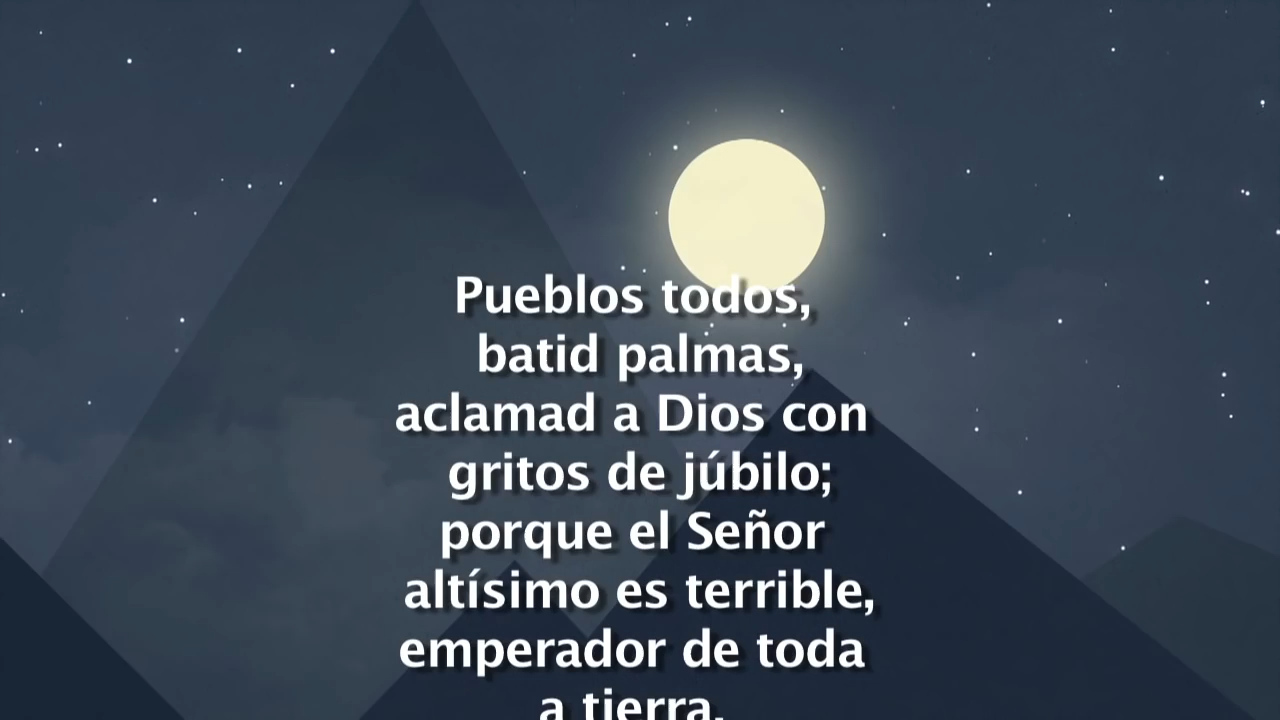 Pueblos todos,
batid palmas,
aclamad a Dios con
gritos de júbilo;
porque el Señor
altísimo es terrible,
emperador de toda
a tierra.